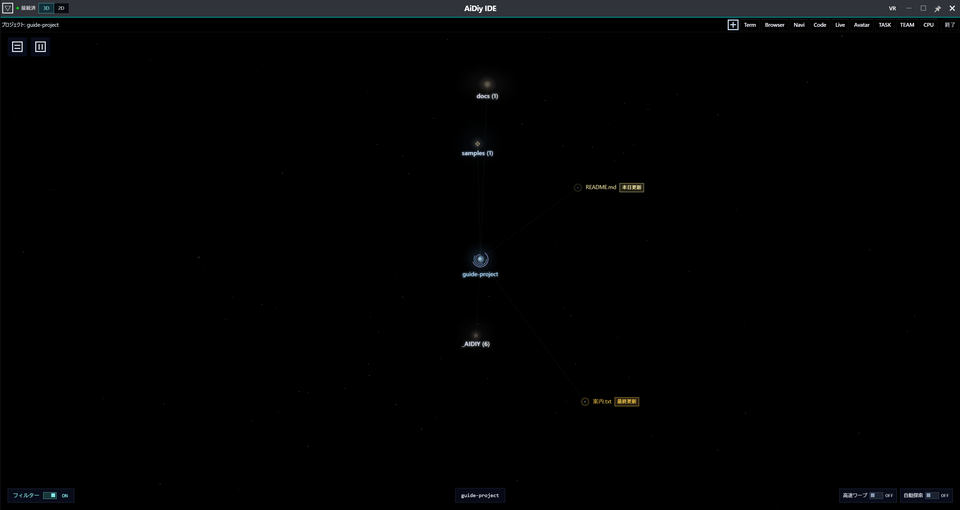 接続済 3D 2D AiDiy IDE VR
プロジェクト: guide-project
Term Browser Navi Code Live Avatar TASK TEAM CPU 終了
docs (1)
samples (1)
README.md 本日更新
guide-project
_AIDIY (6)
案内.txt 最終更新
フィルター ON
guide-project
高速ワープ OFF 自動探索 OFF